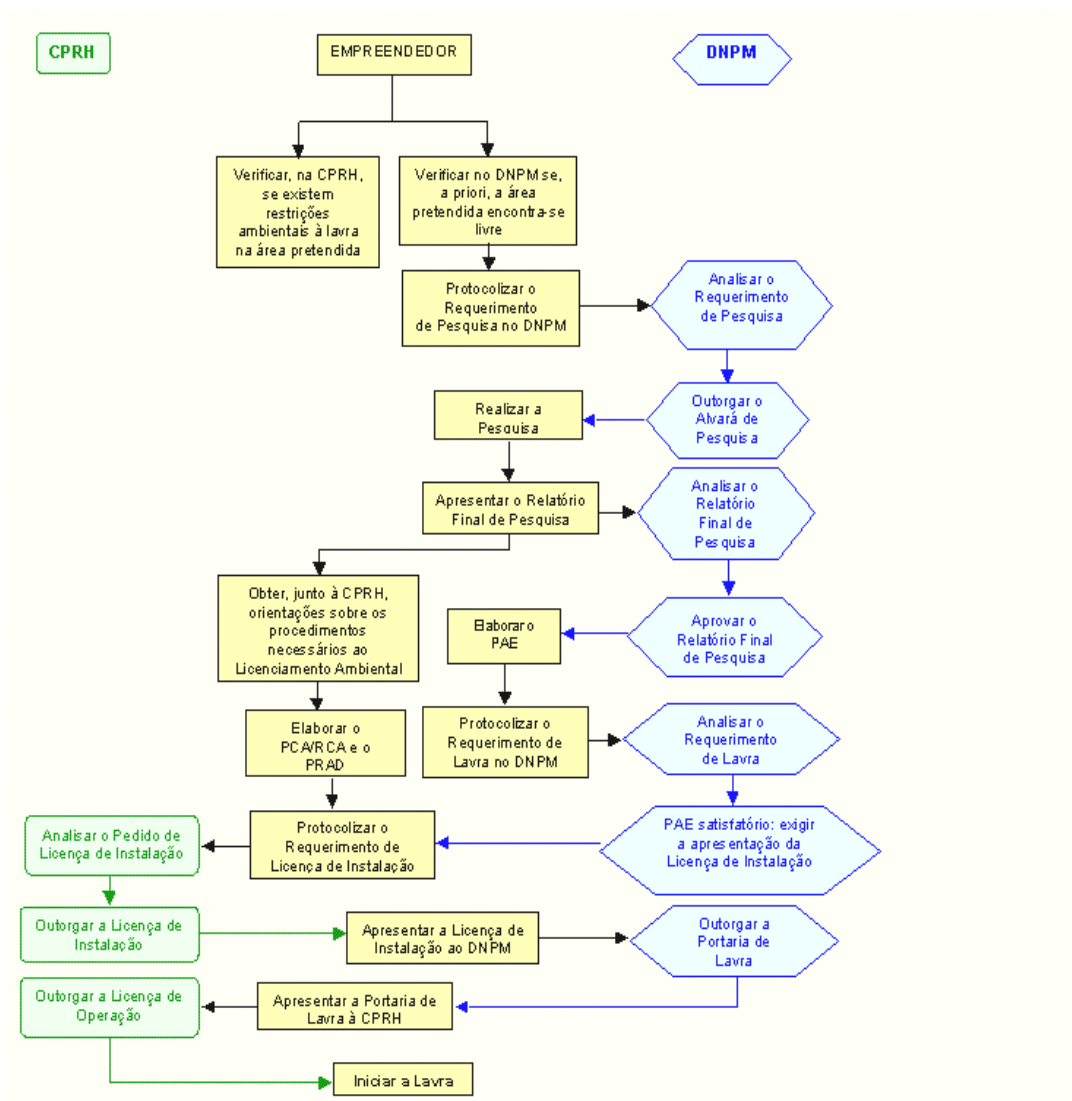 CPRH
EMPREENDEDOR
DNPM
Verificar, na CPRH,
se existem
restrições
ambientais à lavra
na área pretendida
Verificar no DNPM se,
a priori, a área
pretendida encontra-se
livre
Protocolizar o
Requerimento
de Pesquisa no DNPM
Analisar o
Requerimento
de Pesquisa
Outorgar o
Alvará de
Pesquisa
Realizar a
Pesquisa
Apresentar o Relatório
Final de Pesquisa
Analisar o
Relatório
Final de
Pesquisa
Obter, junto à CPRH,
orientações sobre os
procedimentos
necessários ao
Licenciamento Ambiental
Elaborar o
PAE
Aprovar o
Relatório Final
de Pesquisa
Elaborar o
PCA/RCA e o
PRAD
Protocolizar o
Requerimento de
Lavra no DNPM
Analisar o
Requerimento
de Lavra
Analisar o Pedido de
Licença de Instalação
Protocolizar o
Requerimento de
Licença de Instalação
PAE satisfatório: exigir
a apresentação da
Licença de Instalação
Outorgar a Licença de
Instalação
Apresentar a Licença de
Instalação ao DNPM
Outorgar a
Portaria de
Lavra
Outorgar a Licença de
Operação
Apresentar a Portaria de
Lavra à CPRH
Iniciar a Lavra